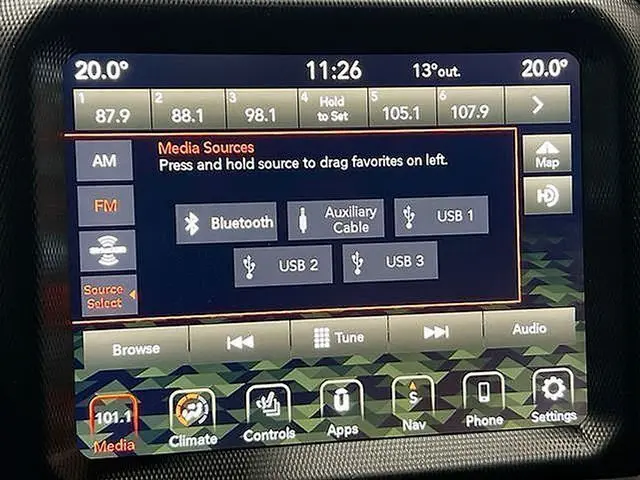 20.0° 11:26 13°out. 20.0°
1 87.9 2 88.1 3 98.1 4 Hold to Set 5 105.1 6 107.9
AM
Media Sources
Press and hold source to drag favorites on left.
Map
FM
Bluetooth
Auxiliary
Cable
USB 1
USB 2
USB 3
Source
Select
Browse
Tune
Audio
101.1
Media
Climate
Controls
Apps
S
Nav
Phone
Settings